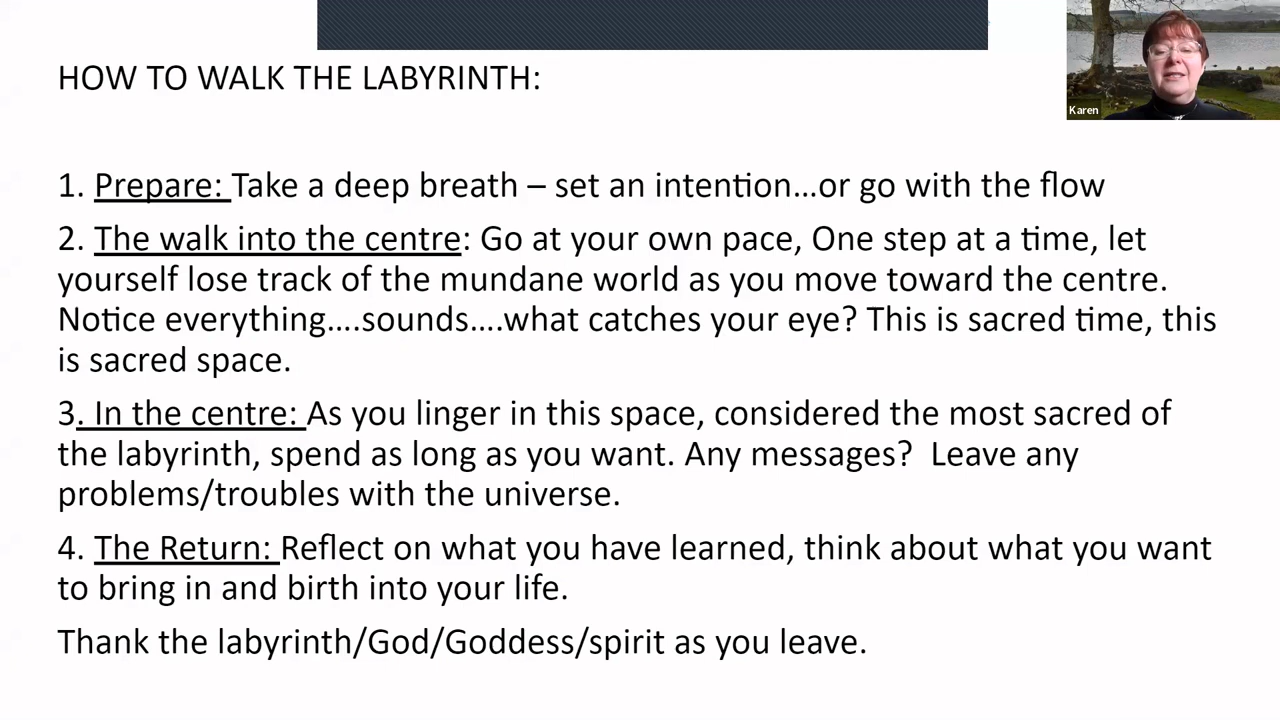 HOW TO WALK THE LABYRINTH:
Karen
1. Prepare: Take a deep breath – set an intention...or go with the flow
2. The walk into the centre: Go at your own pace, One step at a time, let
yourself lose track of the mundane world as you move toward the centre.
Notice everything....sounds....what catches your eye? This is sacred time, this
is sacred space.
3. In the centre: As you linger in this space, considered the most sacred of
the labyrinth, spend as long as you want. Any messages?  Leave any
problems/troubles with the universe.
4. The Return: Reflect on what you have learned, think about what you want
to bring in and birth into your life.
Thank the labyrinth/God/Goddess/spirit as you leave.